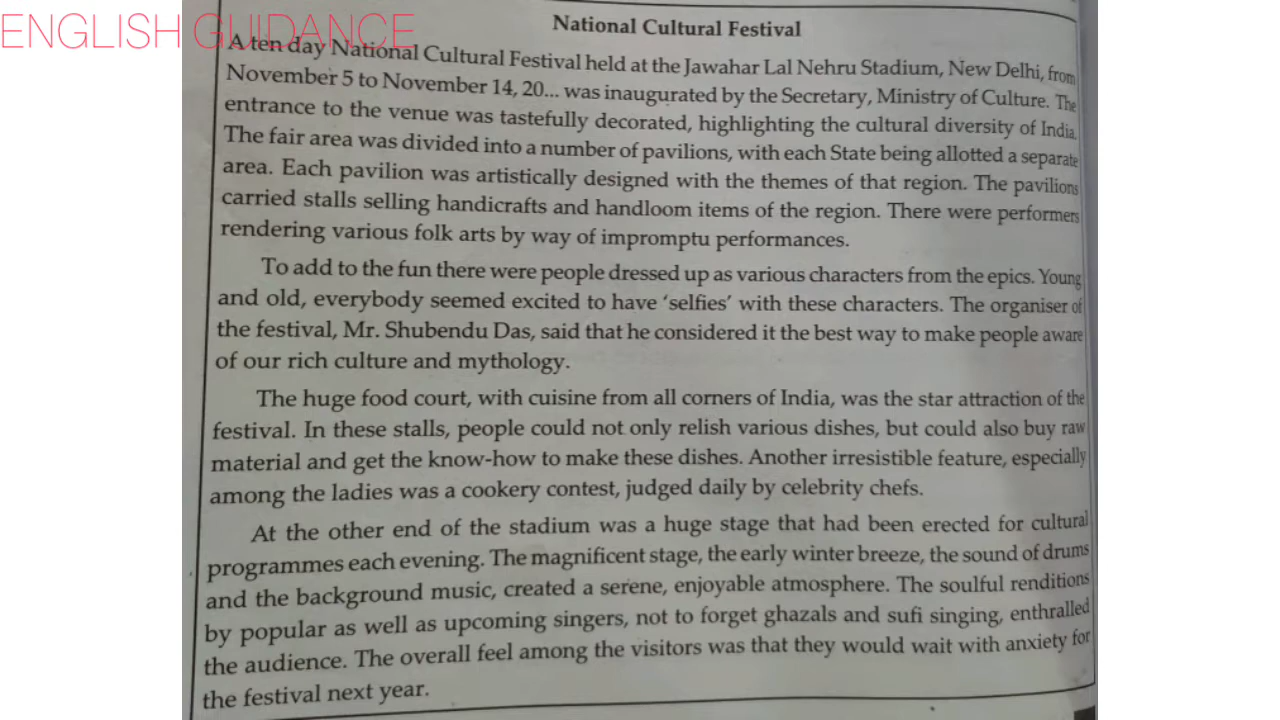 ENGLISH GUIDANCE
National Cultural Festival
A ten day National Cultural Festival held at the Jawahar Lal Nehru Stadium, New Delhi, from
November 5 to November 14, 20... was inaugurated by the Secretary, Ministry of Culture. The
entrance to the venue was tastefully decorated, highlighting the cultural diversity of India.
The fair area was divided into a number of pavilions, with each State being allotted a separate
area. Each pavilion was artistically designed with the themes of that region. The pavilions
carried stalls selling handicrafts and handloom items of the region. There were performers
rendering various folk arts by way of impromptu performances.
To add to the fun there were people dressed up as various characters from the epics. Young
and old, everybody seemed excited to have ‘selfies’ with these characters. The organiser of
the festival, Mr. Shubendu Das, said that he considered it the best way to make people aware
of our rich culture and mythology.
The huge food court, with cuisine from all corners of India, was the star attraction of the
festival. In these stalls, people could not only relish various dishes, but could also buy raw
material and get the know-how to make these dishes. Another irresistible feature, especially
among the ladies was a cookery contest, judged daily by celebrity chefs.
At the other end of the stadium was a huge stage that had been erected for cultural
programmes each evening. The magnificent stage, the early winter breeze, the sound of drums
and the background music, created a serene, enjoyable atmosphere. The soulful renditions
by popular as well as upcoming singers, not to forget ghazals and sufi singing, enthralled
the audience. The overall feel among the visitors was that they would wait with anxiety for
the festival next year.